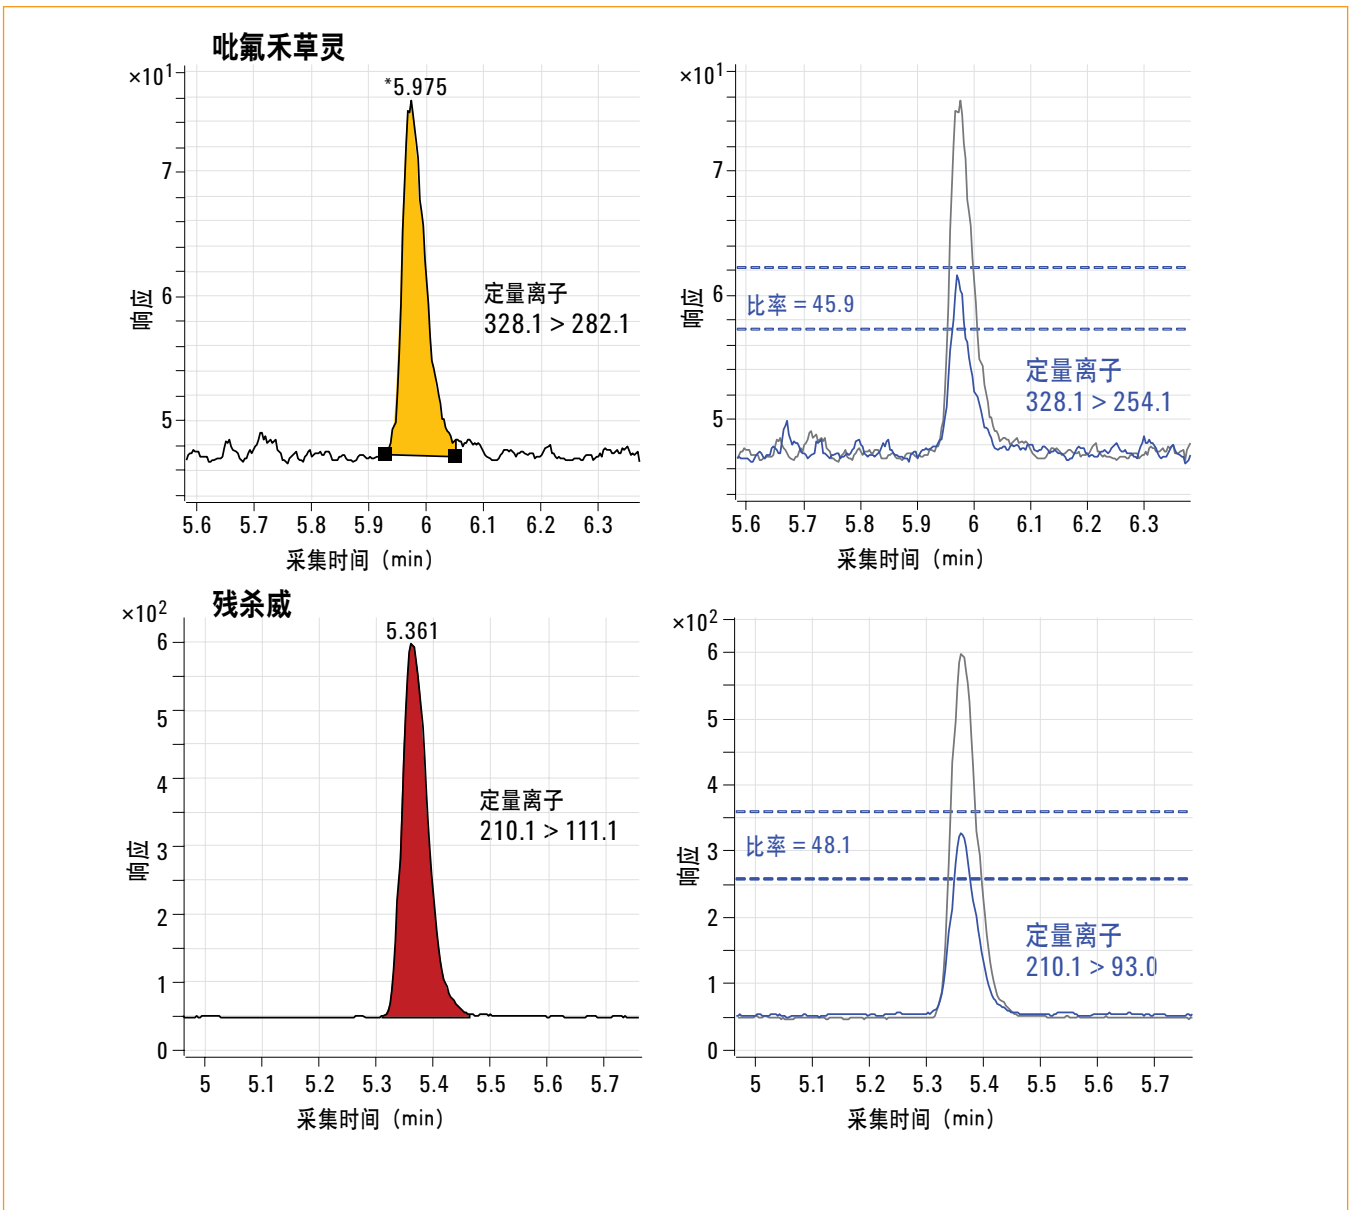 吡氟禾草灵
×10¹
*5.975
7
6
5
响应
定量离子
328.1 > 282.1
5.6 5.7 5.8 5.9 6 6.1 6.2 6.3
采集时间（min）
×10¹
7
6
5
响应
比率 = 45.9
定量离子
328.1 > 254.1
5.6 5.7 5.8 5.9 6 6.1 6.2 6.3
采集时间（min）
残杀威
×10²
5.361
6
5
4
3
2
1
0
响应
定量离子
210.1 > 111.1
5 5.1 5.2 5.3 5.4 5.5 5.6 5.7
采集时间（min）
×10²
6
5
4
3
2
1
0
响应
比率 = 48.1
定量离子
210.1 > 93.0
5 5.1 5.2 5.3 5.4 5.5 5.6 5.7
采集时间（min）